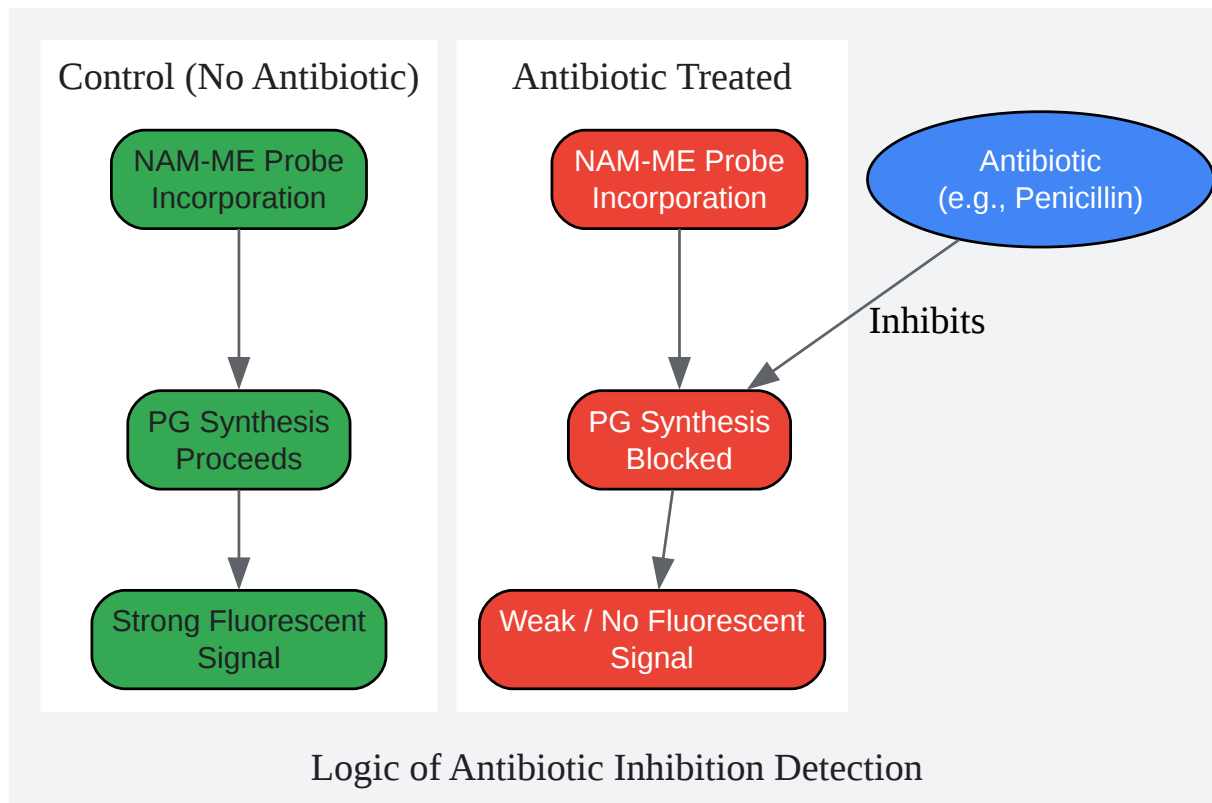 Control (No Antibiotic)
NAM-ME Probe
Incorporation
PG Synthesis
Proceeds
Strong Fluorescent
Signal
Antibiotic Treated
NAM-ME Probe
Incorporation
PG Synthesis
Blocked
Weak / No Fluorescent
Signal
Antibiotic
(e.g., Penicillin)
Inhibits
Logic of Antibiotic Inhibition Detection